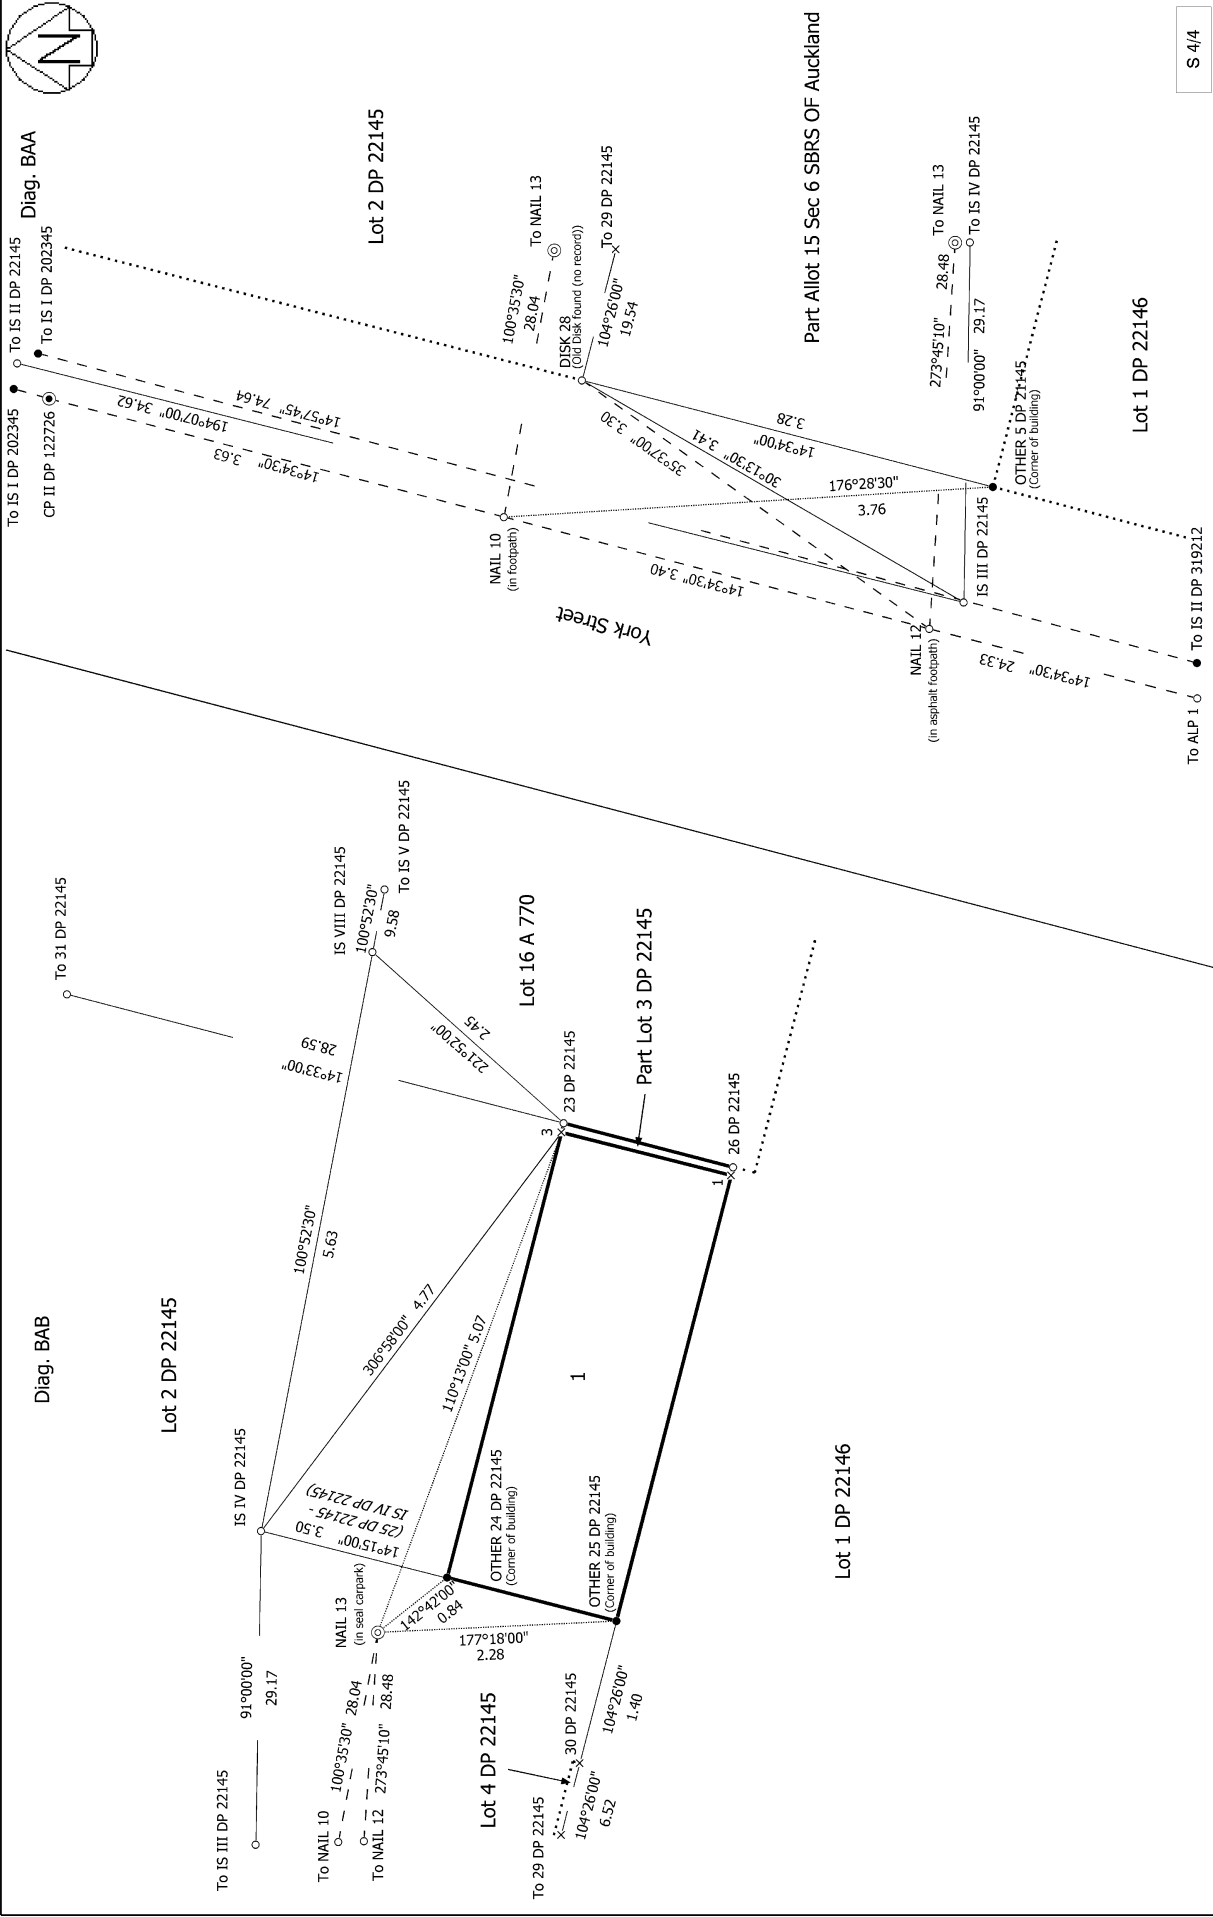 Diag. BAB
Lot 2 DP 22145
To 31 DP 22145
IS IV DP 22145
100°52'30"
5.63
IS VIII DP 22145
100°52'30"
9.58
To IS V DP 22145
14°33'00"
28.59
221°52'00"
2.45
306°58'00" 4.77
110°13'00" 5.07
14°15'00" 3.50
(25 DP 22145 -
IS IV DP 22145)
To IS III DP 22145
91°00'00"
29.17
NAIL 13
(in seal carpark)
To NAIL 10
100°35'30" 28.04
To NAIL 12
273°45'10" 28.48
142°42'00"
0.84
177°18'00"
2.28
OTHER 24 DP 22145
(Corner of building)
OTHER 25 DP 22145
(Corner of building)
Lot 4 DP 22145
30 DP 22145
104°26'00"
1.40
To 29 DP 22145
104°26'00"
6.52
1
3
23 DP 22145
1
26 DP 22145
Lot 16 A 770
Part Lot 3 DP 22145
Lot 1 DP 22146
Diag. BAA
N
To IS I DP 202345
To IS II DP 22145
CP II DP 122726
To IS I DP 202345
14°34'30" 3.63
194°07'00" 34.62
14°57'45" 74.64
Lot 2 DP 22145
NAIL 10
(in footpath)
DISK 28
(Old Disk found (no record))
100°35'30"
28.04
To NAIL 13
104°26'00"
19.54
To 29 DP 22145
York Street
14°34'30" 3.40
35°37'00" 3.30
30°13'30" 3.41
14°34'00"
3.28
176°28'30"
3.76
Part Allot 15 Sec 6 SBRS OF Auckland
NAIL 12
(in asphalt footpath)
IS III DP 22145
OTHER 5 DP 21145
(Corner of building)
273°45'10" 28.48
To NAIL 13
91°00'00" 29.17
To IS IV DP 22145
14°34'30" 24.33
To ALP 1
To IS II DP 319212
Lot 1 DP 22146
S 4/4